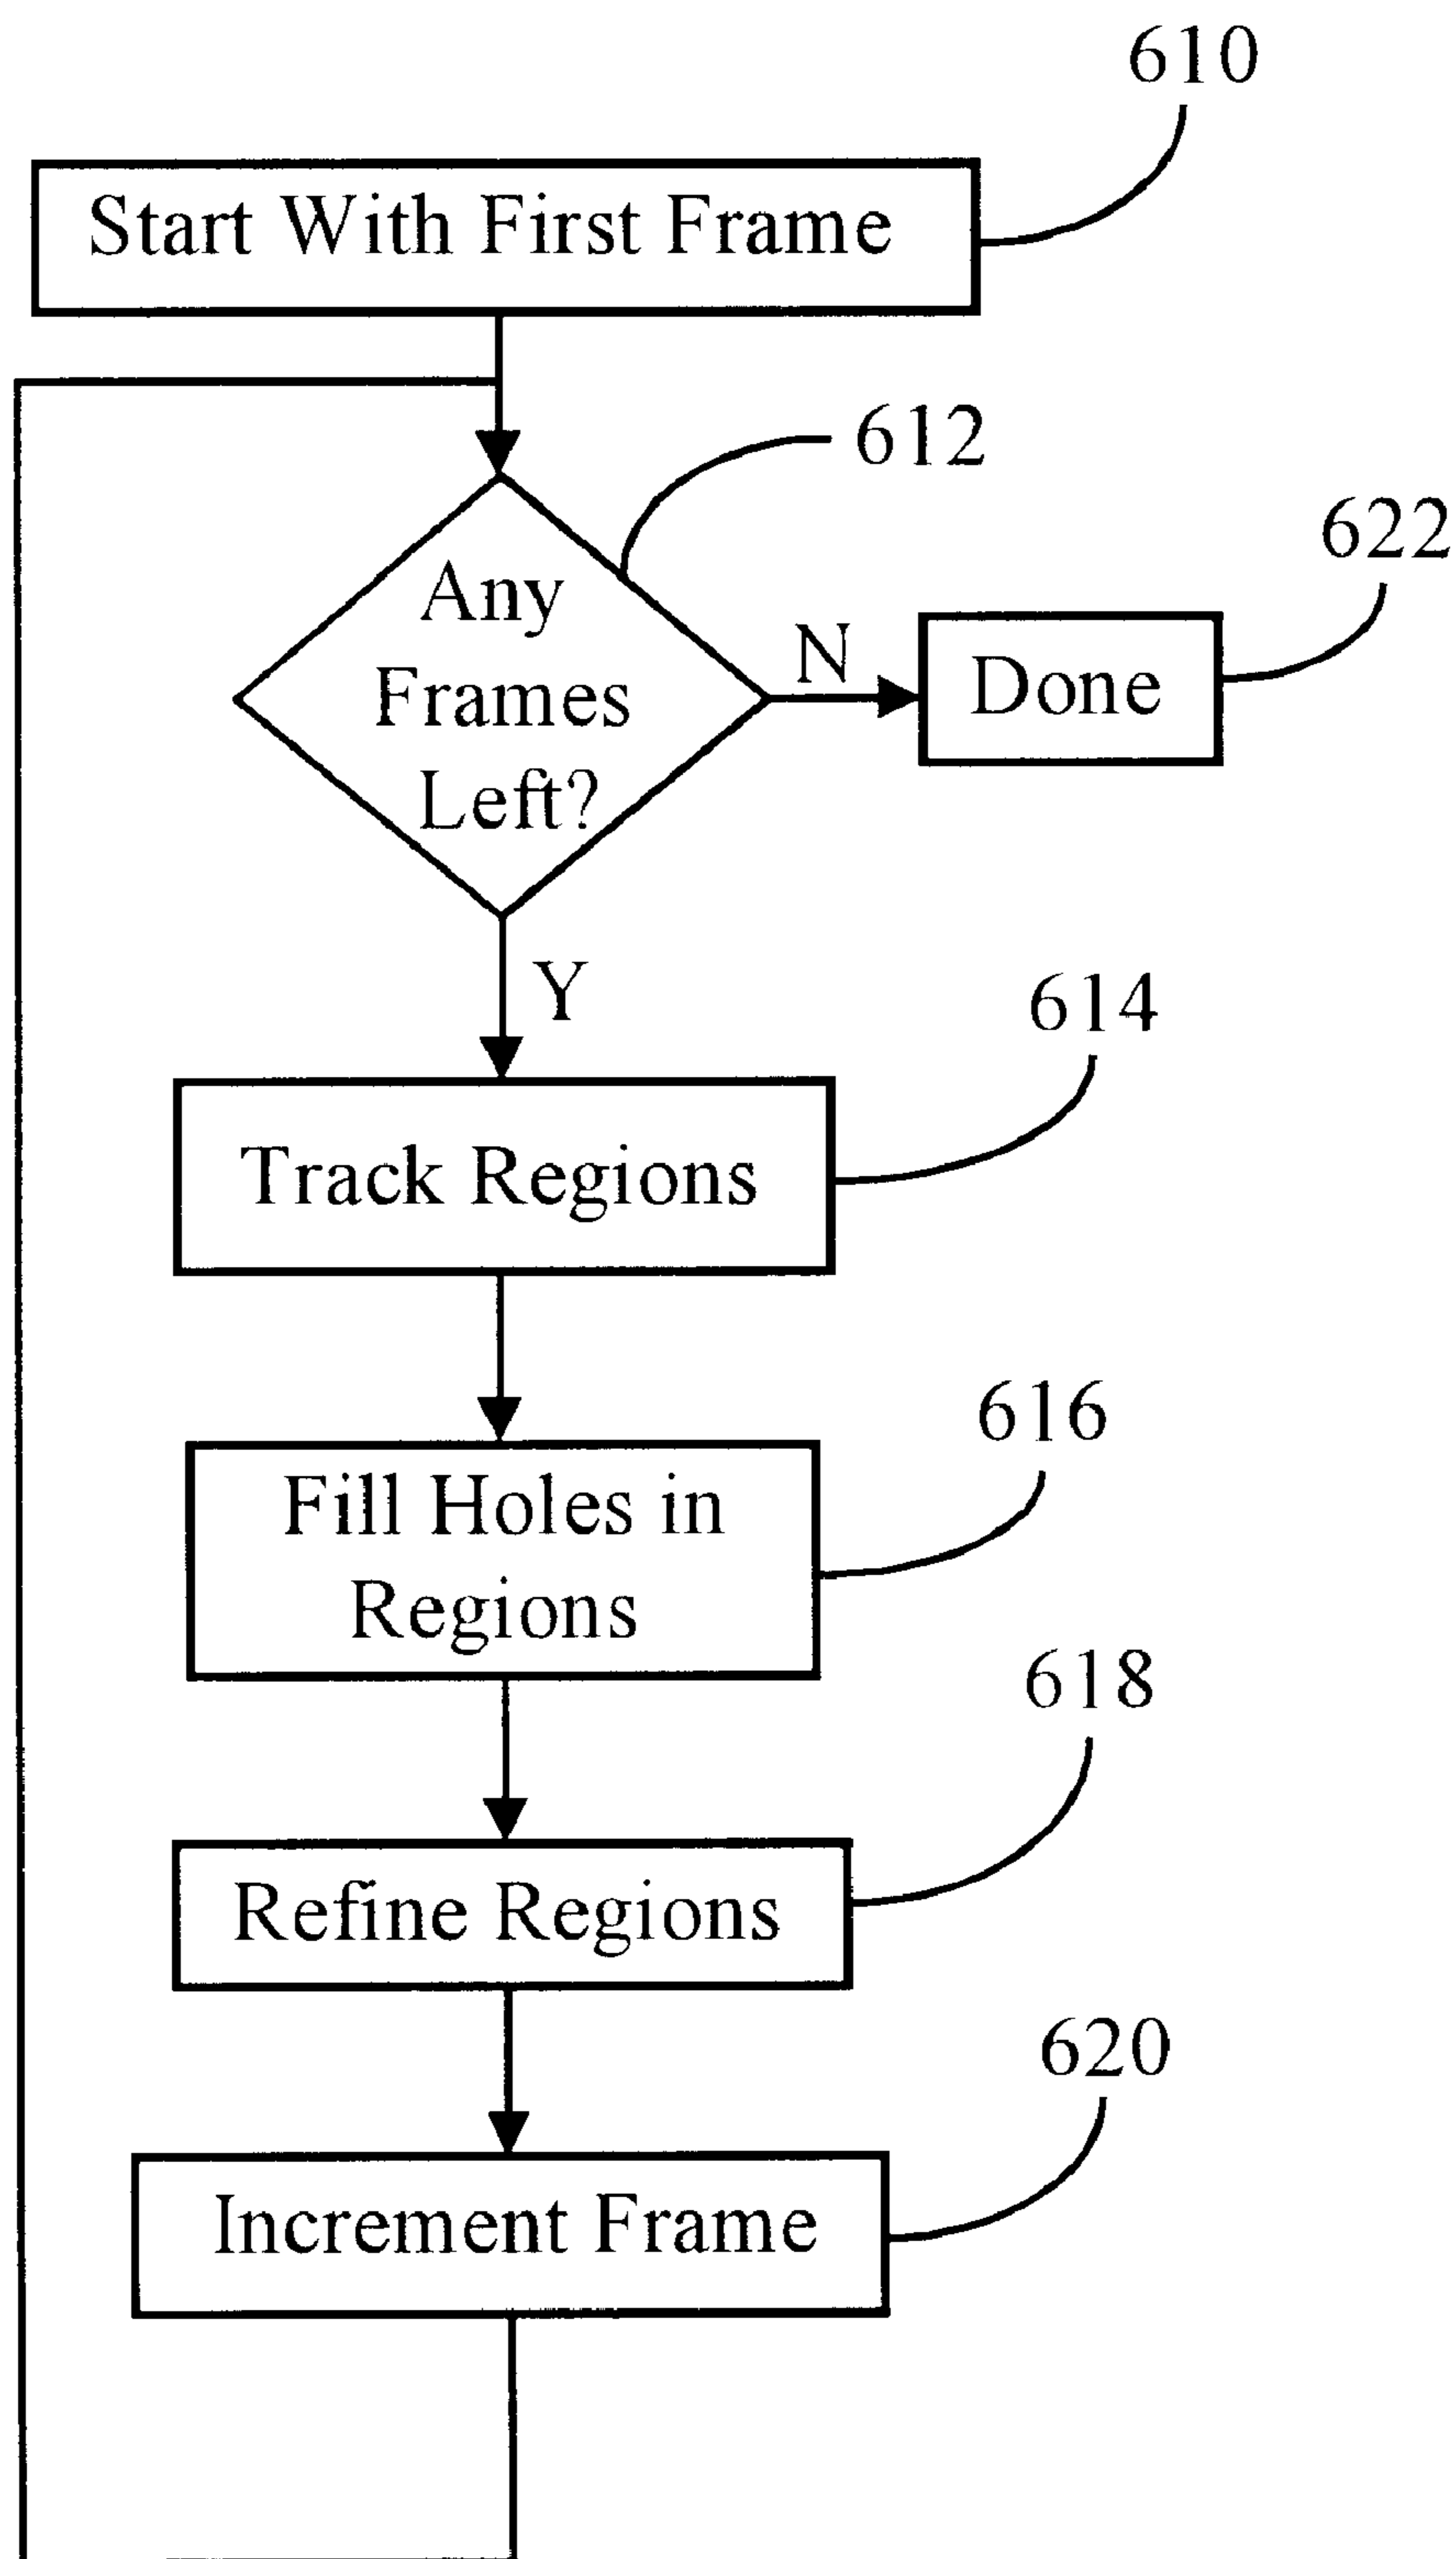 610
Start With First Frame
612
622
Any
Frames
Left?
N
Done
Y
614
Track Regions
616
Fill Holes in
Regions
618
Refine Regions
620
Increment Frame